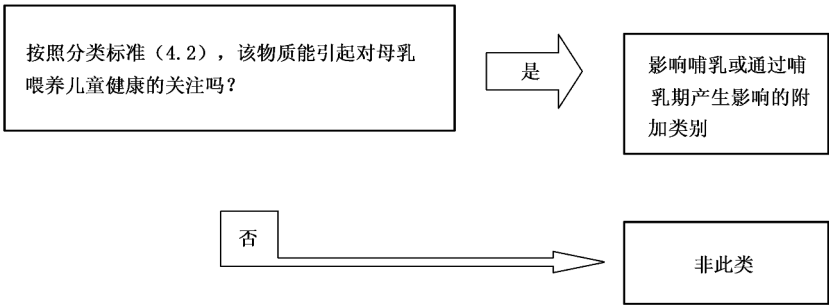 按照分类标准（4.2），该物质能引起对母乳
喂养儿童健康的关注吗？
是
影响哺乳或通过哺
乳期产生影响的附
加类别
否
非此类